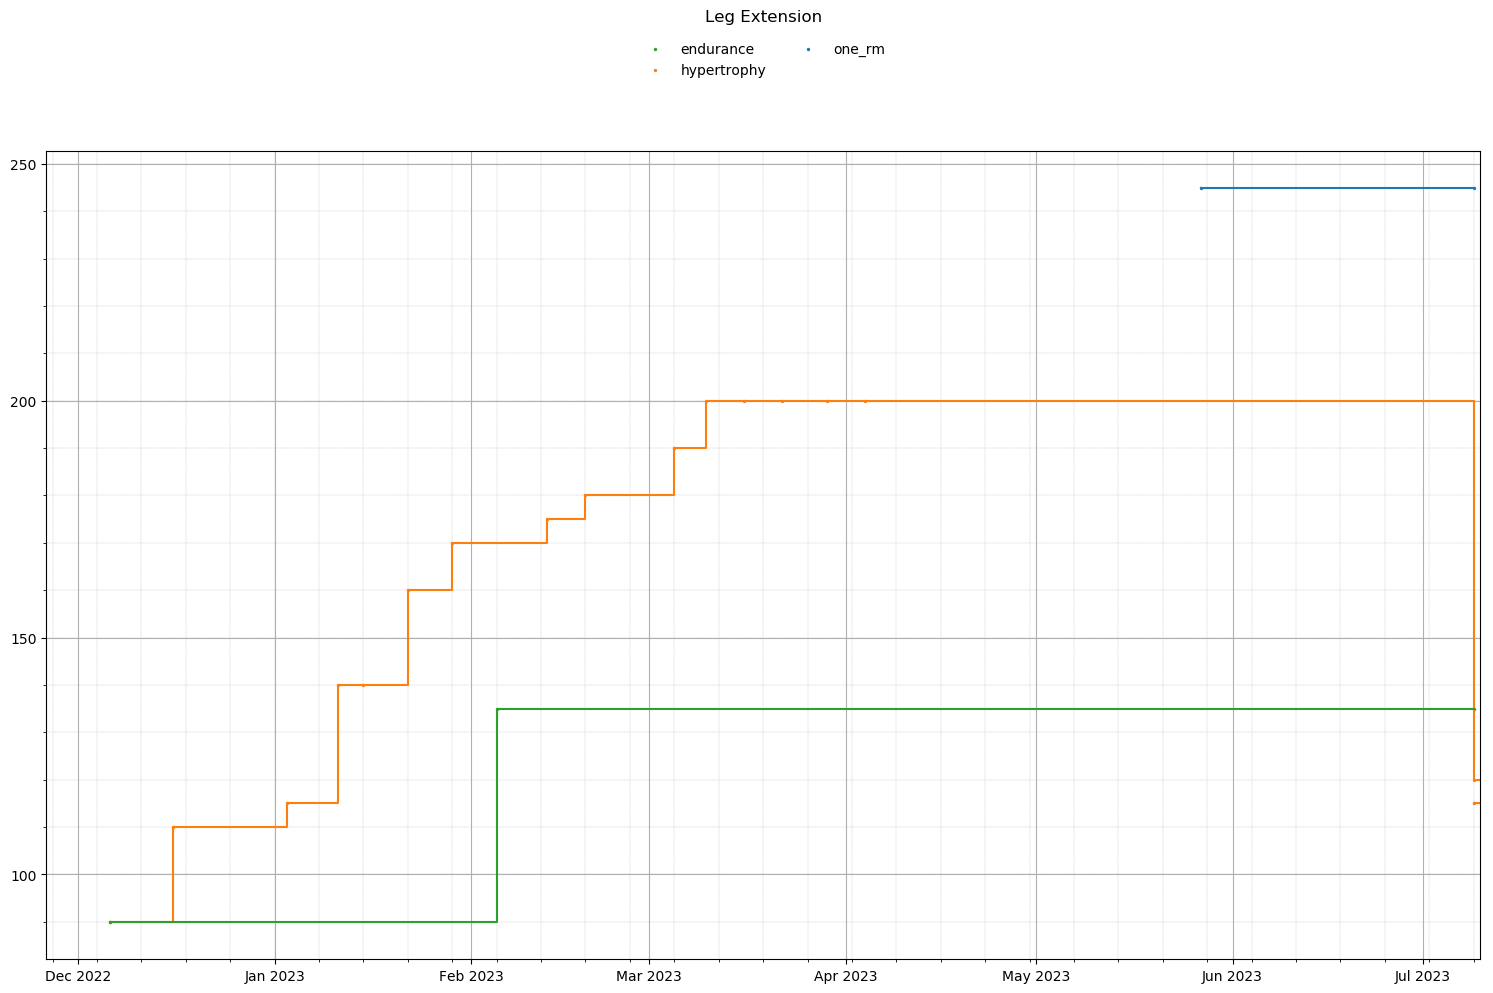 Leg Extension
endurance
one_rm
hypertrophy
250
200
150
100
Dec 2022
Jan 2023
Feb 2023
Mar 2023
Apr 2023
May 2023
Jun 2023
Jul 2023